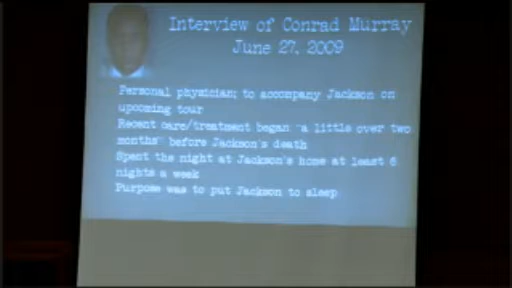 Interview of Conrad Murray
June 27, 2009
Personal physician; to accompany Jackson on
upcoming tour
Recent care/treatment began "a little over two
months" before Jackson's death
Spent the night at Jackson's home at least 6
nights a week
Purpose was to put Jackson to sleep